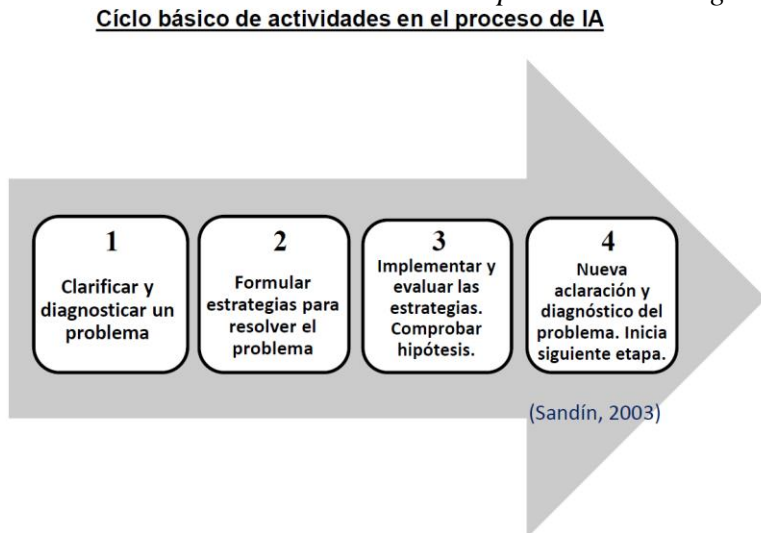 Cíclo básico de actividades en el proceso de IA
1
Clarificar y
diagnosticar un
problema
2
Formular
estrategias para
resolver el
problema
3
Implementar y
evaluar las
estrategias.
Comprobar
hipótesis.
4
Nueva
aclaración y
diagnóstico del
problema. Inicia
siguiente etapa.
(Sandín, 2003)